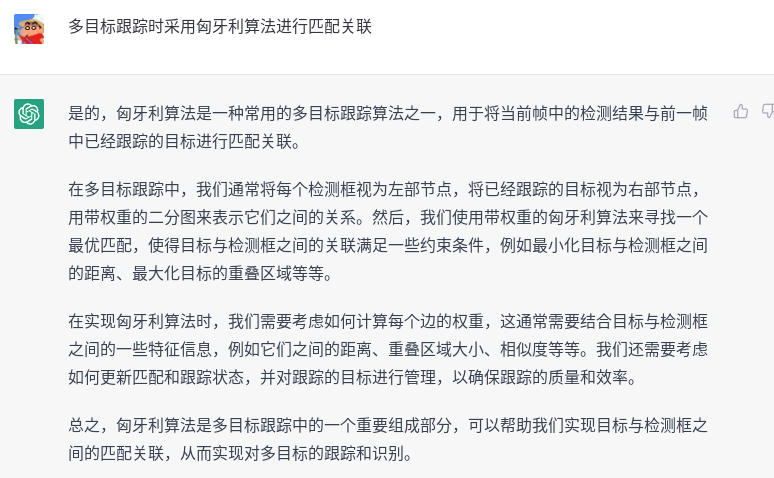 多目标跟踪时采用匈牙利算法进行匹配关联
是的，匈牙利算法是一种常用的多目标跟踪算法之一，用于将当前帧中的检测结果与前一帧
中已经跟踪的目标进行匹配关联。
在多目标跟踪中，我们通常将每个检测框视为左部节点，将已经跟踪的目标视为右部节点，
用带权重的二分图来表示它们之间的关系。然后，我们使用带权重的匈牙利算法来寻找一个
最优匹配，使得目标与检测框之间的关联满足一些约束条件，例如最小化目标与检测框之间
的距离、最大化目标的重叠区域等等。
在实现匈牙利算法时，我们需要考虑如何计算每个边的权重，这通常需要结合目标与检测框
之间的一些特征信息，例如它们之间的距离、重叠区域大小、相似度等等。我们还需要考虑
如何更新匹配和跟踪状态，并对跟踪的目标进行管理，以确保跟踪的质量和效率。
总之，匈牙利算法是多目标跟踪中的一个重要组成部分，可以帮助我们实现目标与检测框之
间的匹配关联，从而实现对多目标的跟踪和识别。